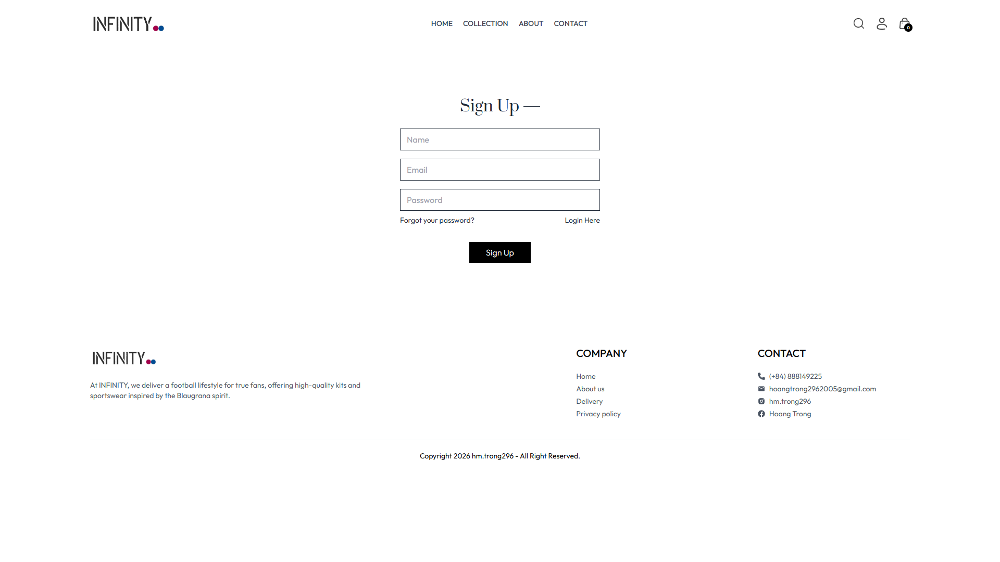 INFINITY
HOME COLLECTION ABOUT CONTACT
0
Sign Up
Name
Email
Password
Forgot your password? Login Here
Sign Up
INFINITY
At INFINITY, we deliver a football lifestyle for true fans, offering high-quality kits and
sportswear inspired by the Blaugrana spirit.
COMPANY
Home
About us
Delivery
Privacy policy
CONTACT
(+84) 888149225
hoangtrong2962005@gmail.com
hm.trong296
Hoang Trong
Copyright 2026 hm.trong296 - All Right Reserved.